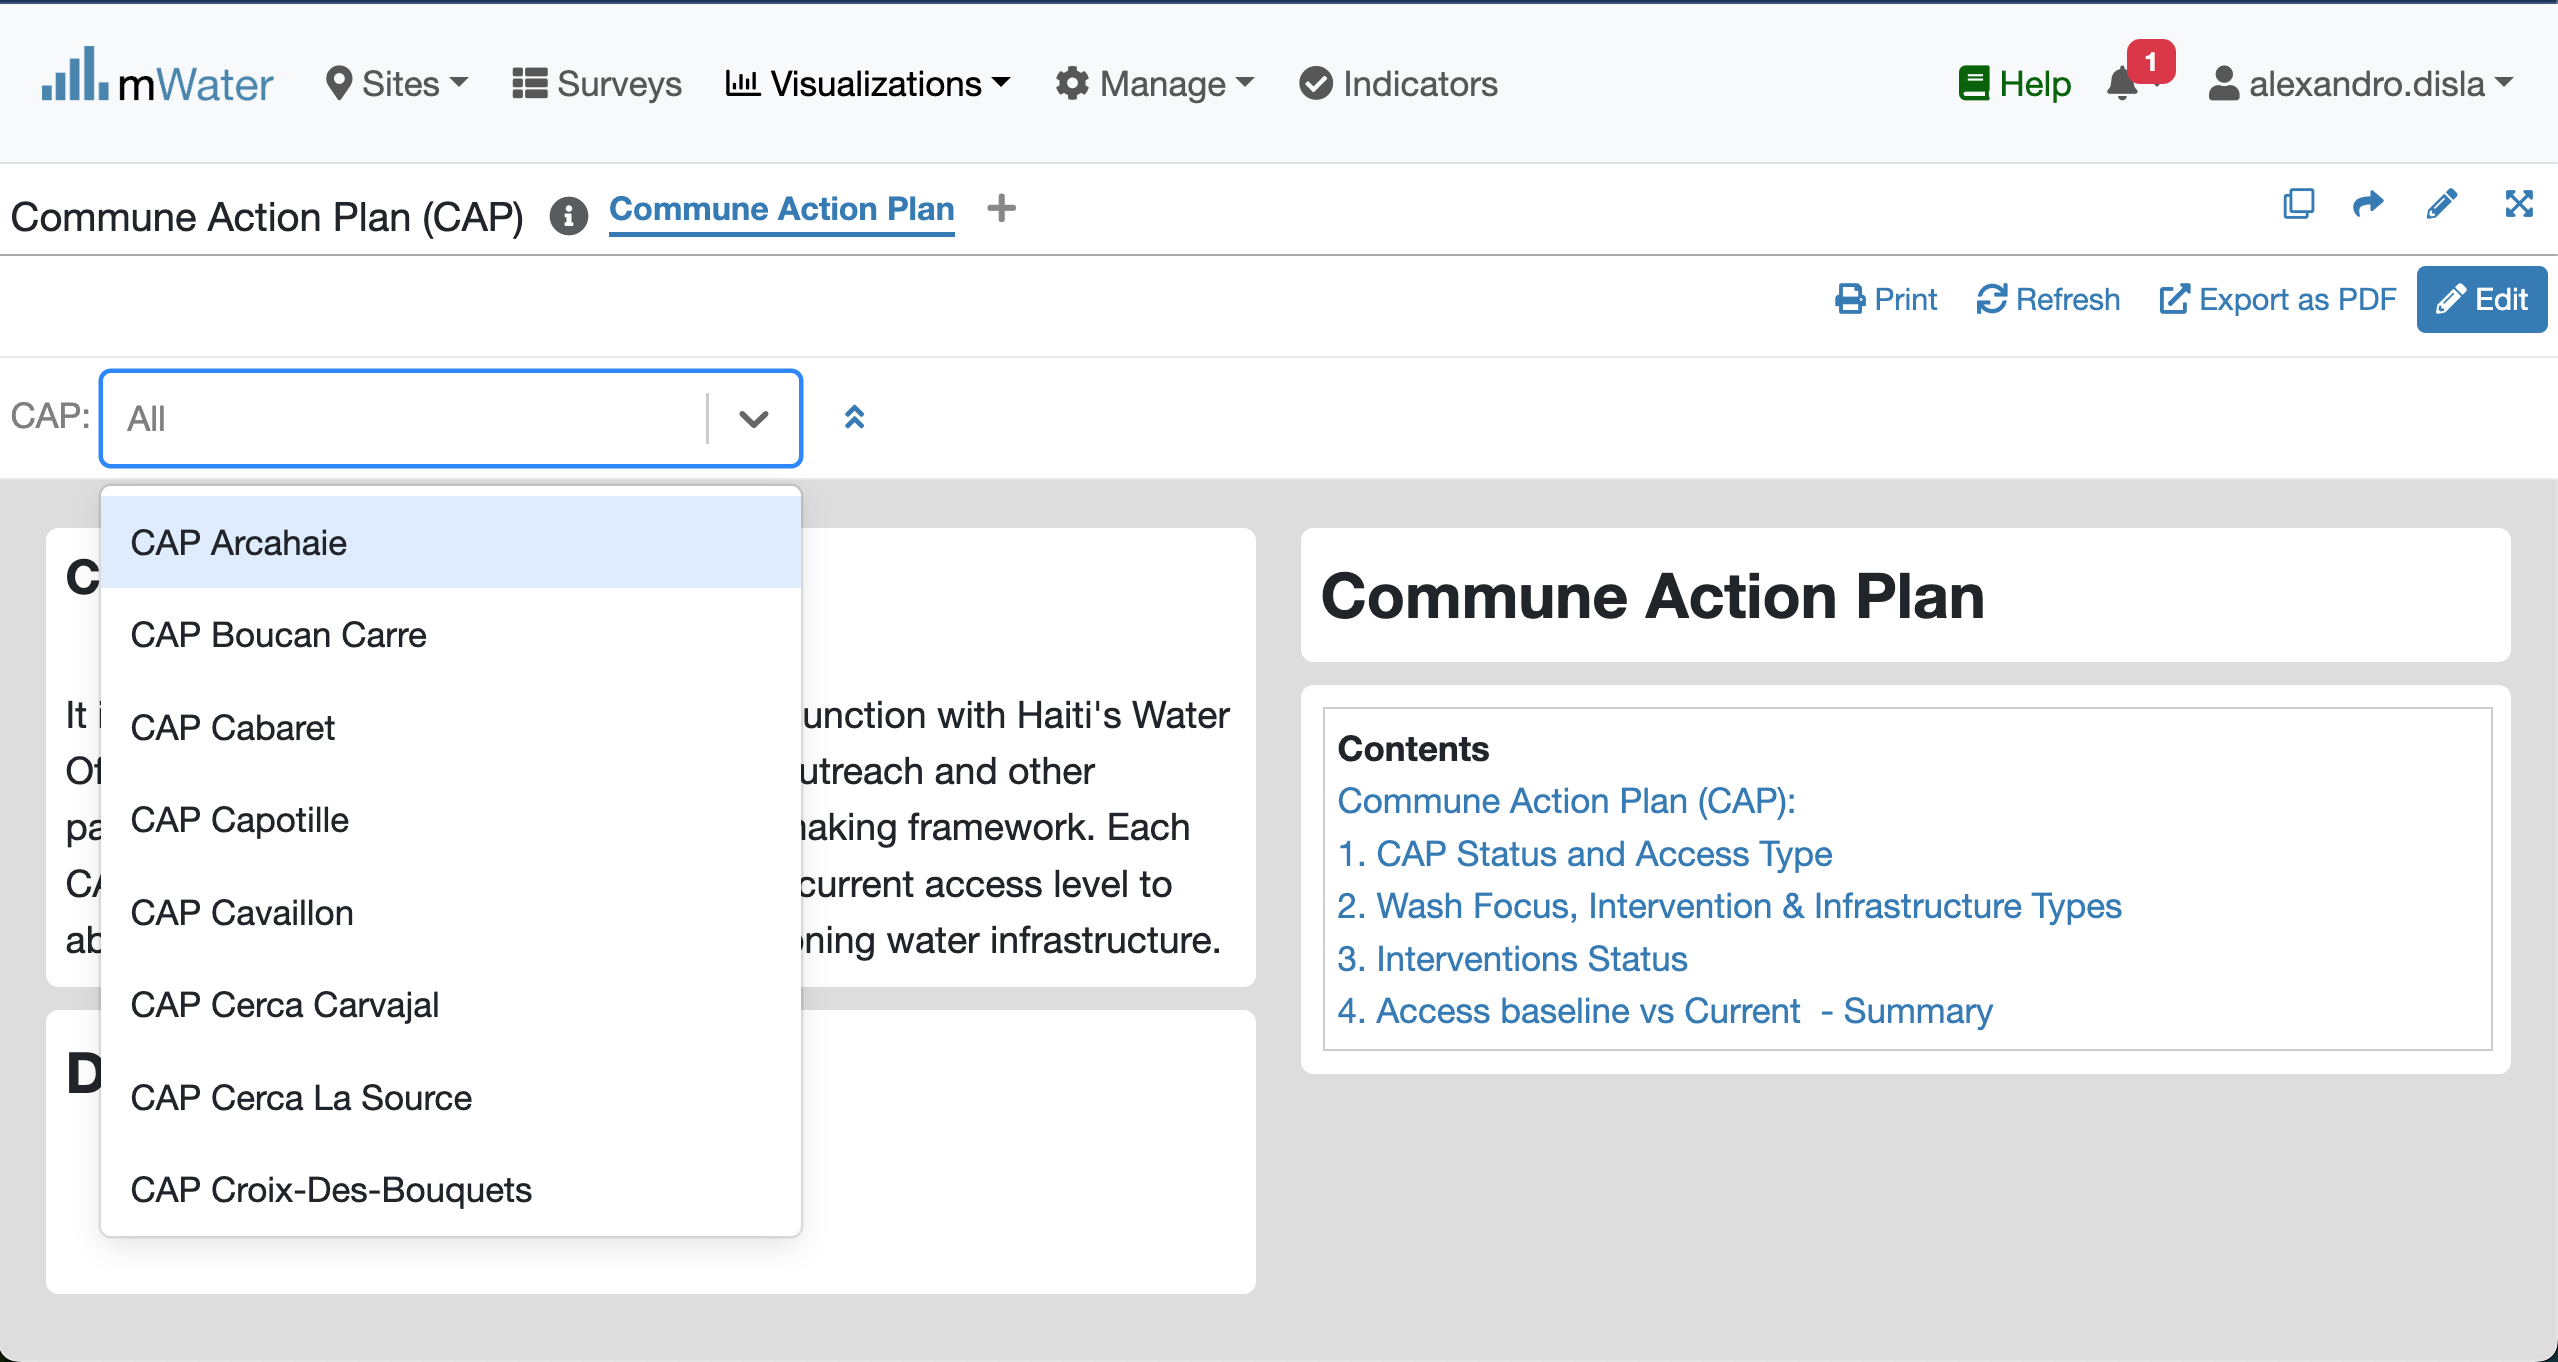 mWater Sites Surveys Visualizations Manage Indicators Help 1 alexandro.disla
Commune Action Plan (CAP) Commune Action Plan +
Print Refresh Export as PDF Edit
CAP: All
CAP Arcahaie
CAP Boucan Carre
CAP Cabaret
CAP Capotille
CAP Cavaillon
CAP Cerca Carvajal
CAP Cerca La Source
CAP Croix-Des-Bouquets
C
It
unction with Haiti's Water
utreach and other
making framework. Each
current access level to
oning water infrastructure.
D
Commune Action Plan
Contents
Commune Action Plan (CAP):
1. CAP Status and Access Type
2. Wash Focus, Intervention & Infrastructure Types
3. Interventions Status
4. Access baseline vs Current  - Summary